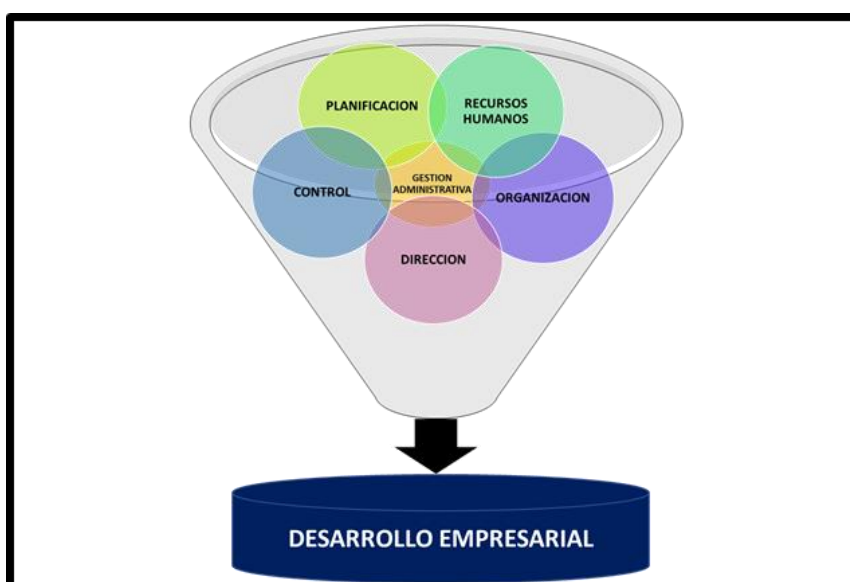 PLANIFICACION
RECURSOS
HUMANOS
GESTION
ADMINISTRATIVA
CONTROL
ORGANIZACION
DIRECCION
DESARROLLO EMPRESARIAL